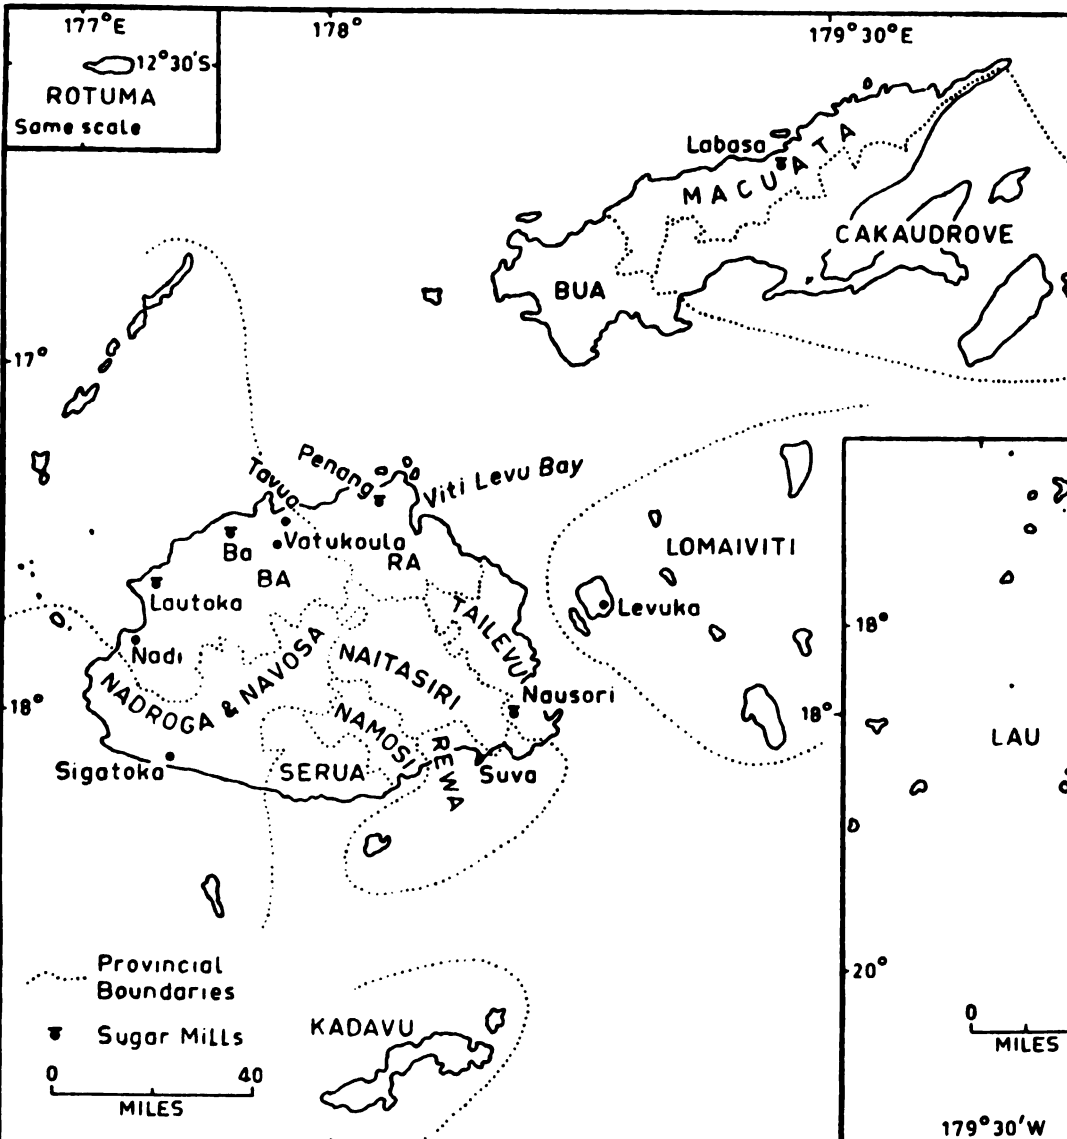 177°E
178°
179°30'E
12°30'S
ROTUMA
Same scale
Labasa
MACUATA
CAKAUDROVE
BUA
17°
Penang
Tavua
Viti Levu Bay
Ba
Vatukoula
RA
BA
LOMAIVITI
Lautoka
TAILEVU
Levuka
18°
Nadi
NAITASIRI
NADROGA & NAVOSA
Nausori
18°
18°
NAMOSI
REWA
LAU
Sigatoka
SERUA
Suva
Provincial
Boundaries
20°
Sugar Mills
KADAVU
0
MILES
0 40
MILES
179°30'W